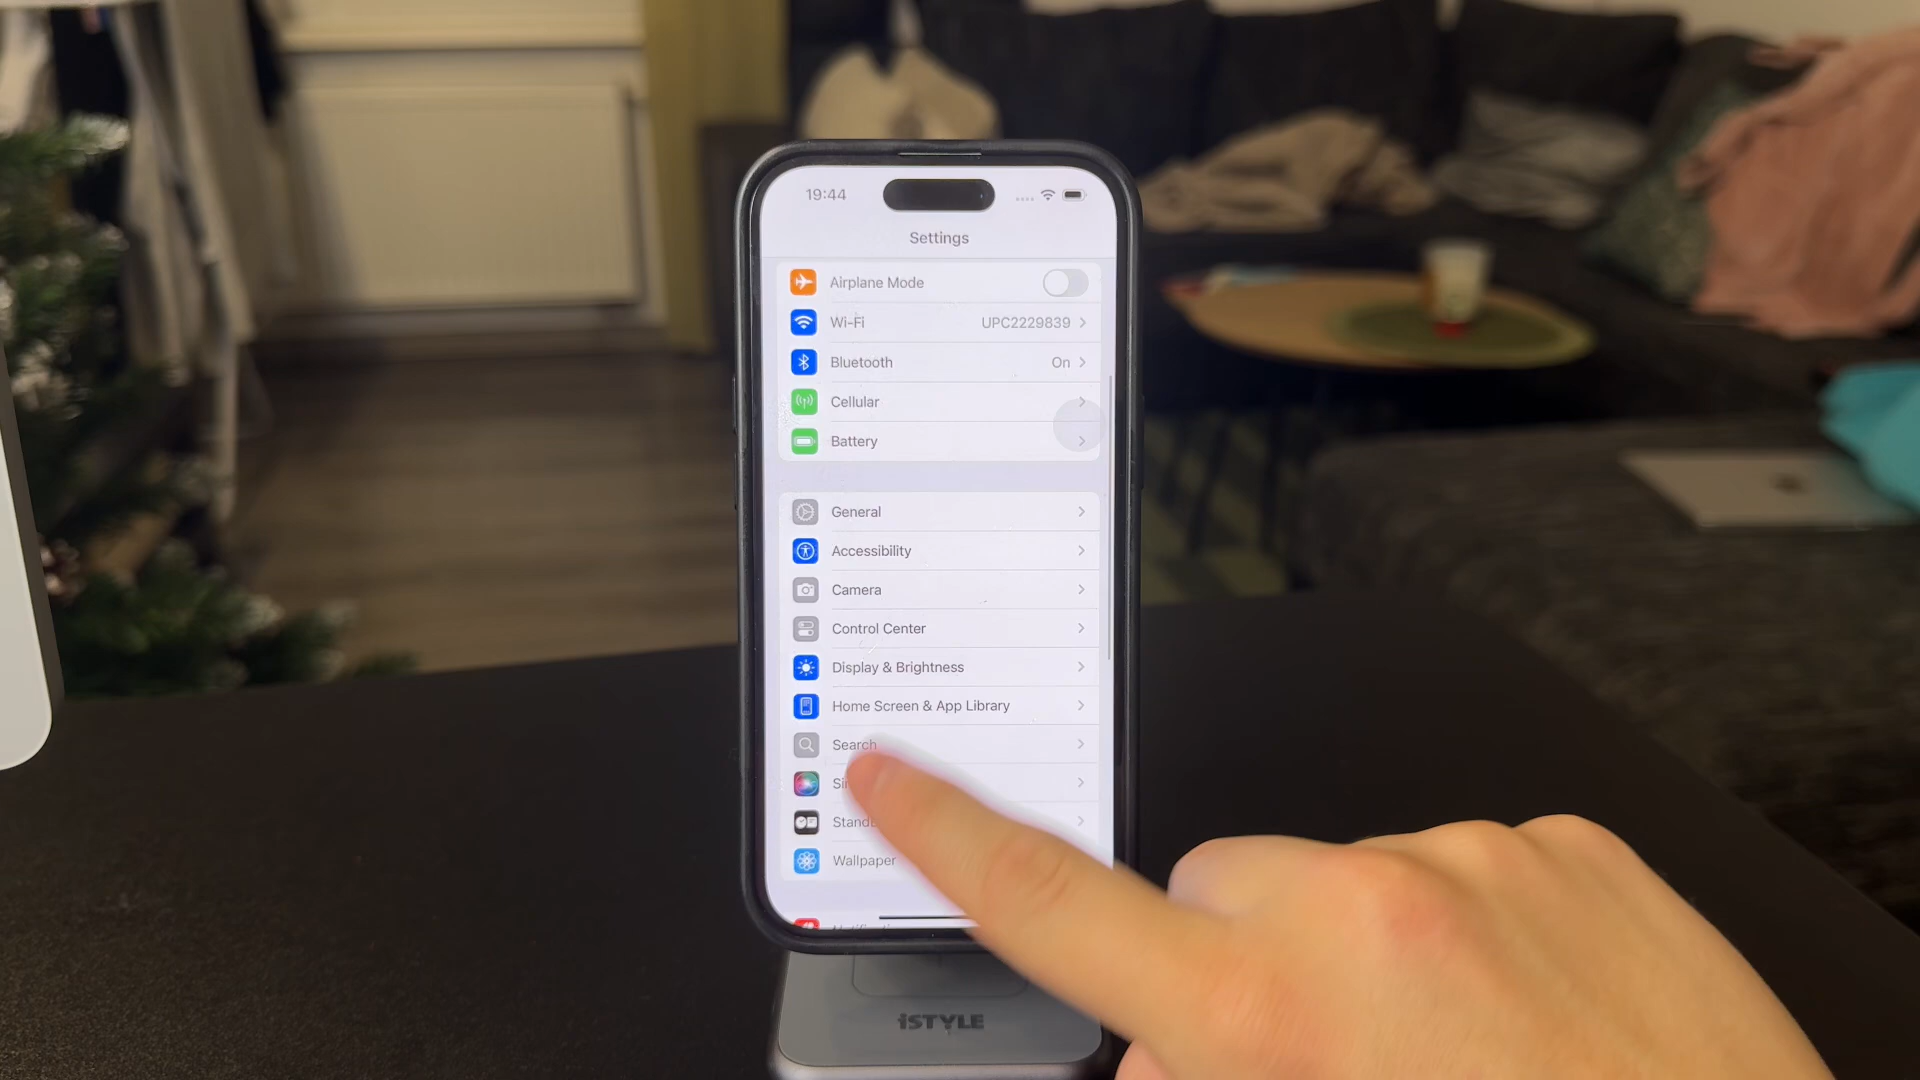 19:44
Settings
Airplane Mode
Wi-Fi UPC2229839
Bluetooth On
Cellular
Battery
General
Accessibility
Camera
Control Center
Display & Brightness
Home Screen & App Library
Search
Wallpaper
iSTYLE